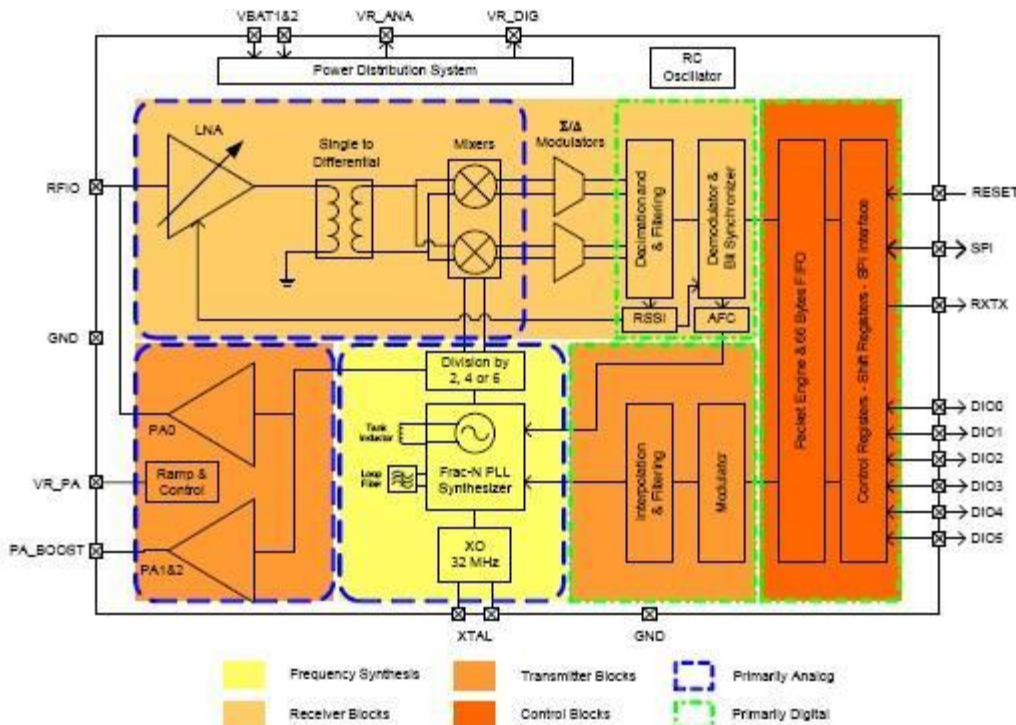 VBAT1&2
VR_ANA
VR_DIG
Power Distribution System
RC
Oscillator
LNA
Single to
Differential
Mixers
Σ/Δ
Modulators
Decimation and
& Filtering
Demodulator &
Bit Synchronizer
Packet Engine & 66 Bytes FIFO
Control Registers - Shift Registers - SPI Interface
RFIO
RESET
SPI
RXTX
RSSI
AFC
GND
Division by
2, 4 or 6
PA0
Tank
Inductor
Loop
Filter
Frac-N PLL
Synthesizer
Interpolation
& Filtering
Modulator
Ramp &
Control
VR_PA
PA_BOOST
PA1&2
XO
32 MHz
DIO0
DIO1
DIO2
DIO3
DIO4
DIO5
XTAL
GND
Frequency Synthesis
Transmitter Blocks
Primarily Analog
Receiver Blocks
Control Blocks
Primarily Digital